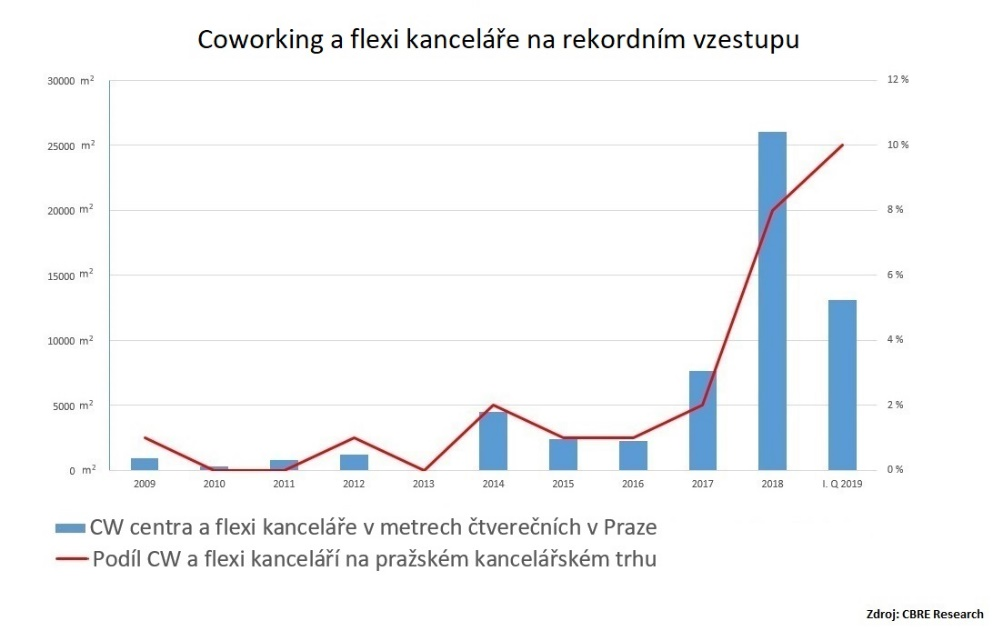 Coworking a flexi kanceláře na rekordním vzestupu
30000 m²
25000 m²
20000 m²
15000 m²
10000 m²
5000 m²
0 m²
12 %
10 %
8 %
6 %
4 %
2 %
0 %
2009 2010 2011 2012 2013 2014 2015 2016 2017 2018 I. Q 2019
CW centra a flexi kanceláře v metrech čtverečních v Praze
Podíl CW a flexi kanceláří na pražském kancelářském trhu
Zdroj: CBRE Research